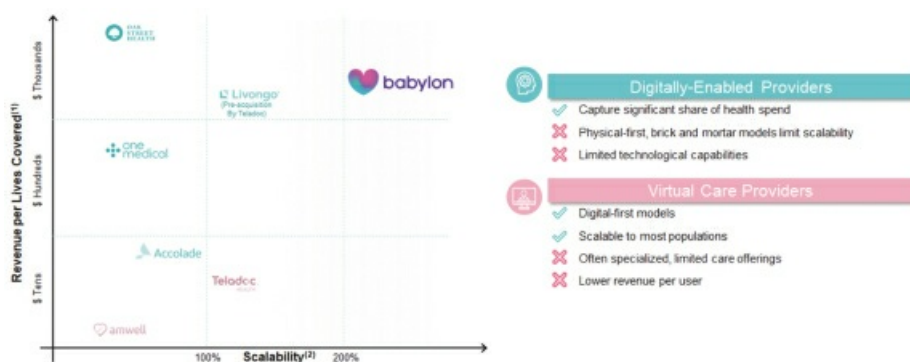 OAK
STREET
HEALTH
babylon
Livongo
(Pre-acquisition
By Teladoc)
one
medical
Accolade
Teladoc
HEALTH
amwell
Revenue per Lives Covered(1)
$ Thousands
$ Hundreds
$ Tens
100%
Scalability(2)
200%
Digitally-Enabled Providers
Capture significant share of health spend
Physical-first, brick and mortar models limit scalability
Limited technological capabilities
Virtual Care Providers
Digital-first models
Scalable to most populations
Often specialized, limited care offerings
Lower revenue per user